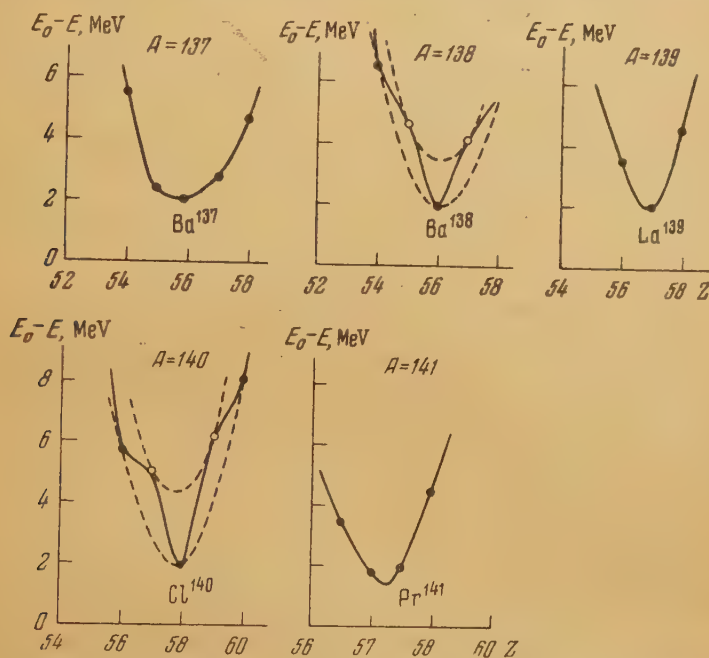 E₀–E, MeV
A=137
6
4
2
0
Ba¹³⁷
52 54 56 58
E₀–E, MeV
A=138
Ba¹³⁸
52 54 56 58
E₀–E, MeV
A=139
La¹³⁹
54 56 58 Z
E₀–E, MeV
A=140
8
6
4
2
0
Cl¹⁴⁰
54 56 58 60
E₀–E, MeV
A=141
Pr¹⁴¹
56 57 58 60 Z